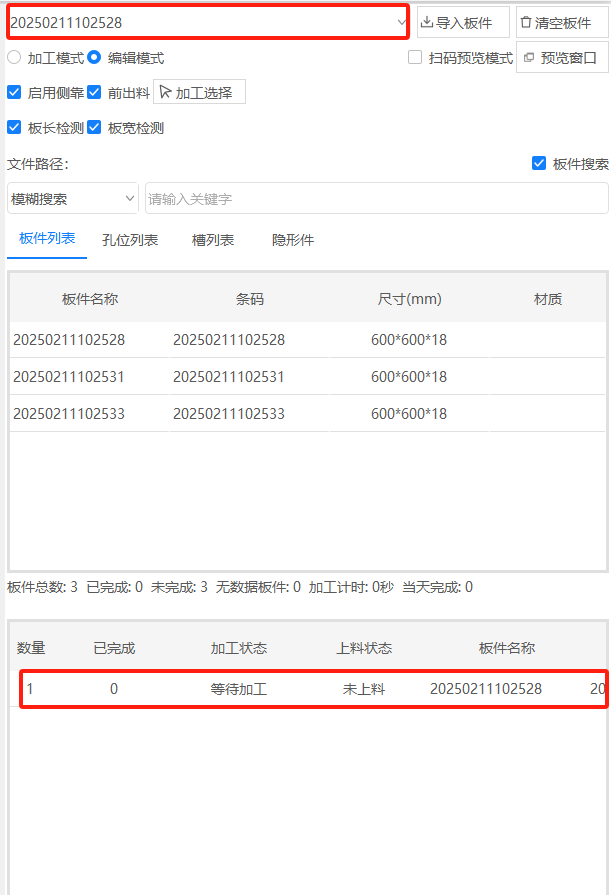 20250211102528 导入板件 清空板件
加工模式 编辑模式 扫码预览模式 预览窗口
启用侧靠 前出料 加工选择
板长检测 板宽检测
文件路径: 板件搜索
模糊搜索 请输入关键字
板件列表 孔位列表 槽列表 隐形件
板件名称 条码 尺寸(mm) 材质
20250211102528 20250211102528 600*600*18
20250211102531 20250211102531 600*600*18
20250211102533 20250211102533 600*600*18
板件总数: 3 已完成: 0 未完成: 3 无数据板件: 0 加工计时: 0秒 当天完成: 0
数量 已完成 加工状态 上料状态 板件名称
1 0 等待加工 未上料 20250211102528 20